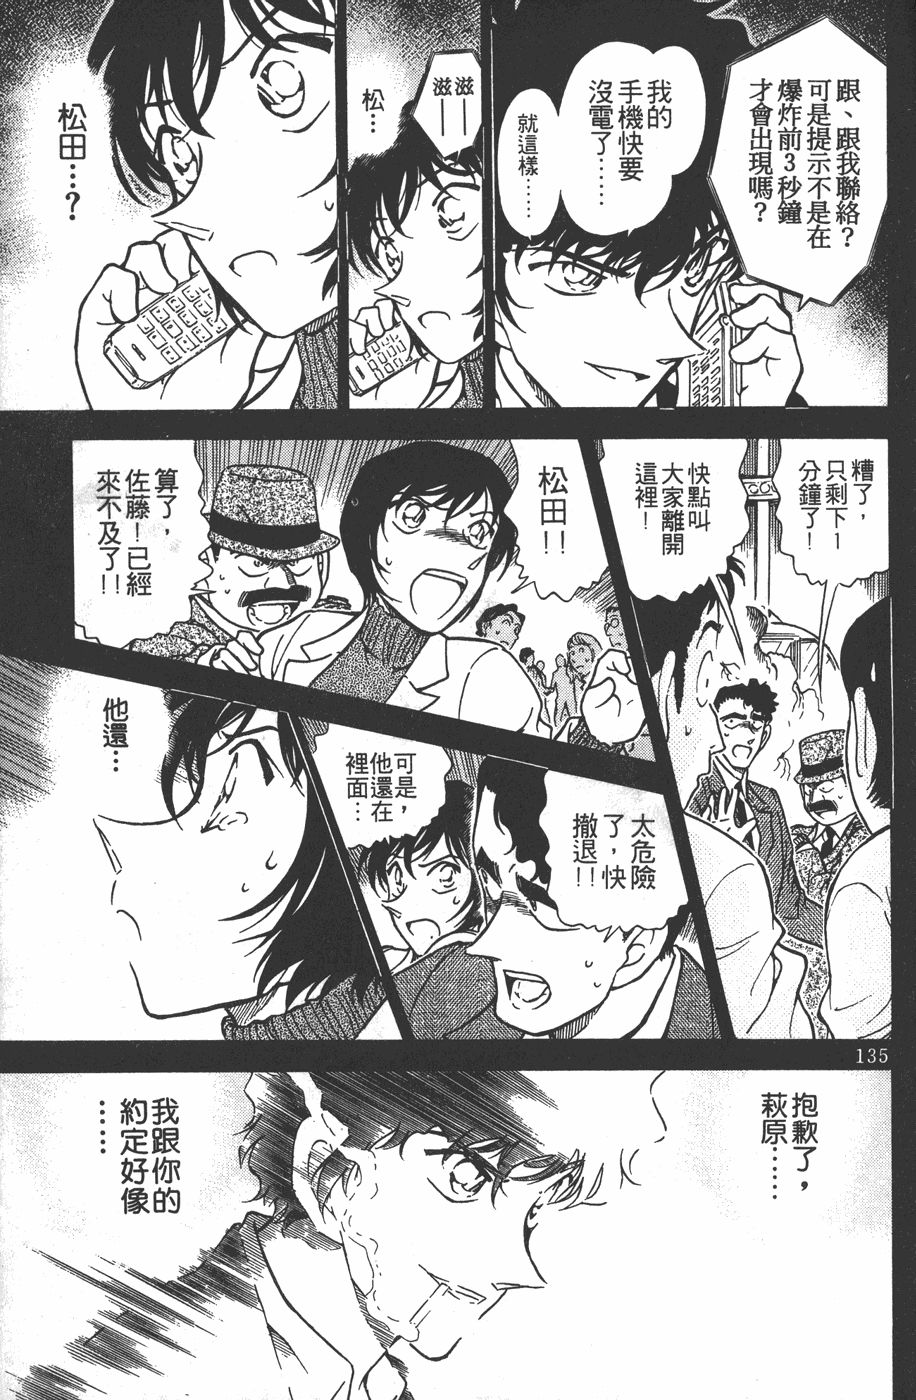 跟、跟我聯絡？
可是提示不是在
爆炸前3秒鐘
才會出現嗎？
我的
手機快要
沒電了……
就這樣……
滋——
滋——
松…
松田…？
糟了，
只剩下1
分鐘了！
快點叫
大家離開
這裡！
松田!!
算了，
佐藤！已經
來不及了!!
太危險
了，快
撤退!!
可是，
他還在
裡面…
他還…
135
抱歉了，
萩原……
我跟你的
約定好像
……